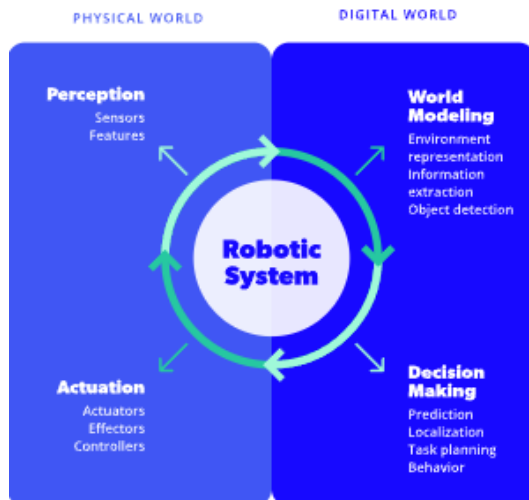 PHYSICAL WORLD
DIGITAL WORLD
Perception
Sensors
Features
World
Modeling
Environment
representation
Information
extraction
Object detection
Robotic
System
Actuation
Actuators
Effectors
Controllers
Decision
Making
Prediction
Localization
Task planning
Behavior